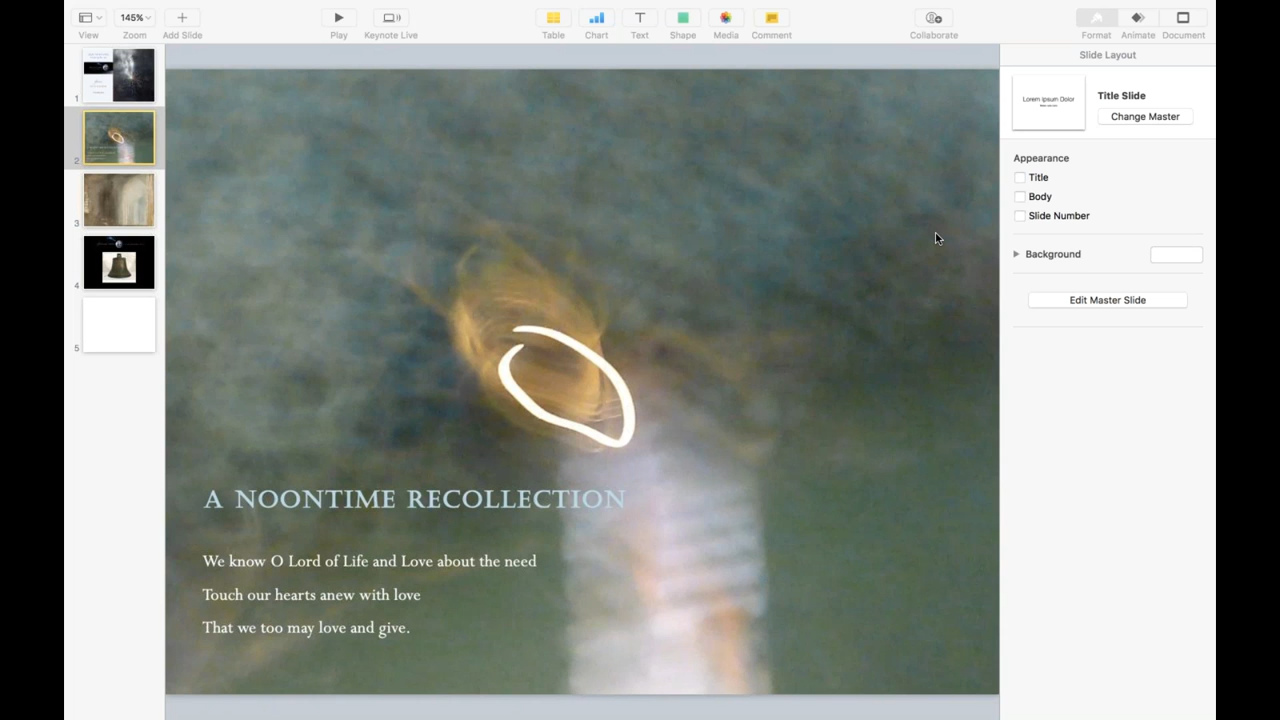 View
145%
Zoom
Add Slide
Play
Keynote Live
Table
Chart
Text
Shape
Media
Comment
Collaborate
Format
Animate
Document
1
2
3
4
5
A NOONTIME RECOLLECTION
We know O Lord of Life and Love about the need
Touch our hearts anew with love
That we too may love and give.
Slide Layout
Lorem Ipsum Dolor
Title Slide
Change Master
Appearance
Title
Body
Slide Number
Background
Edit Master Slide